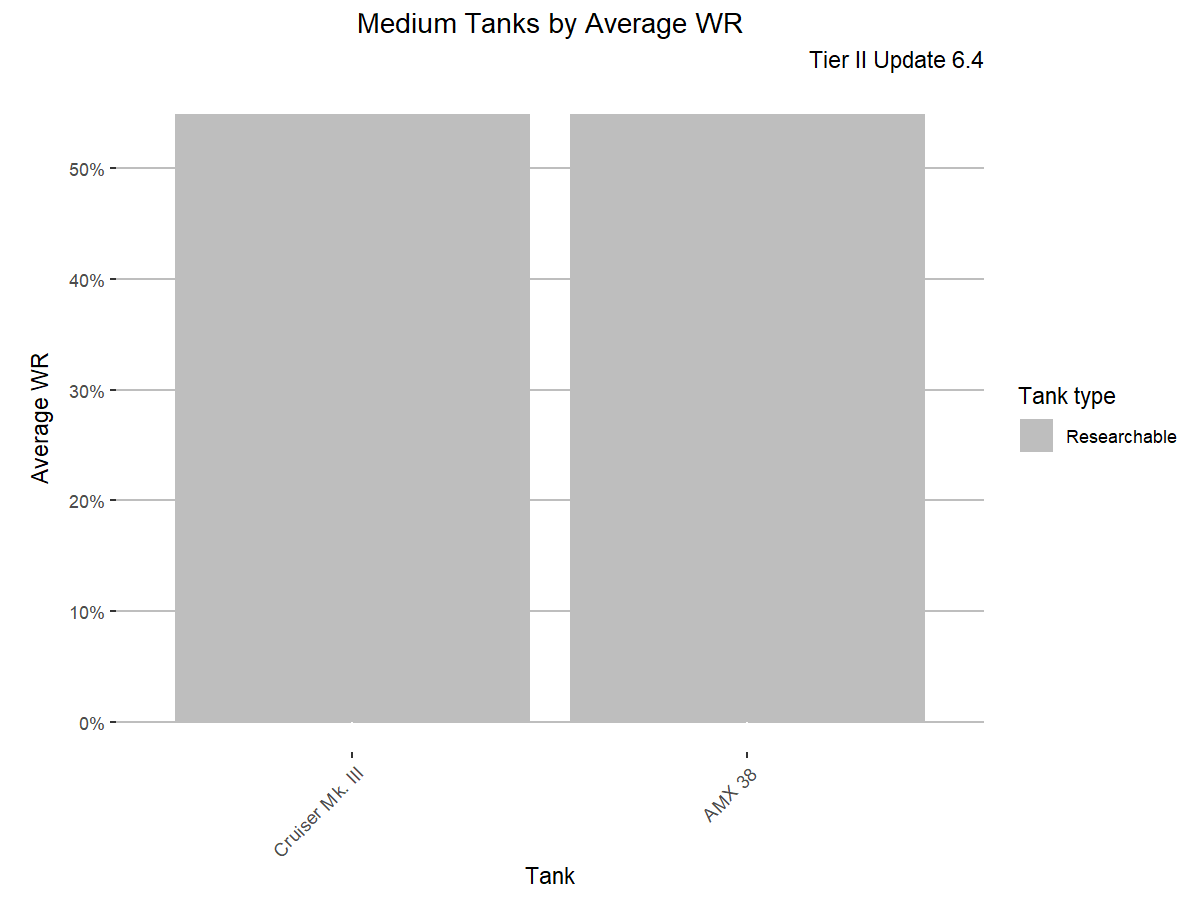 Medium Tanks by Average WR
Tier II Update 6.4
Average WR
50%
40%
30%
20%
10%
0%
Cruiser Mk. III
AMX 38
Tank
Tank type
Researchable